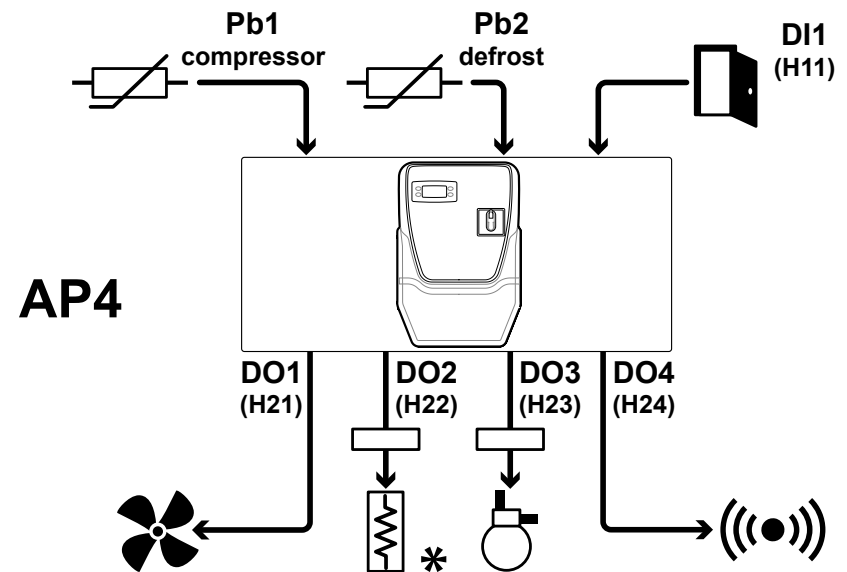 Pb1
compressor
Pb2
defrost
DI1
(H11)
AP4
DO1
(H21)
DO2
(H22)
DO3
(H23)
DO4
(H24)
*